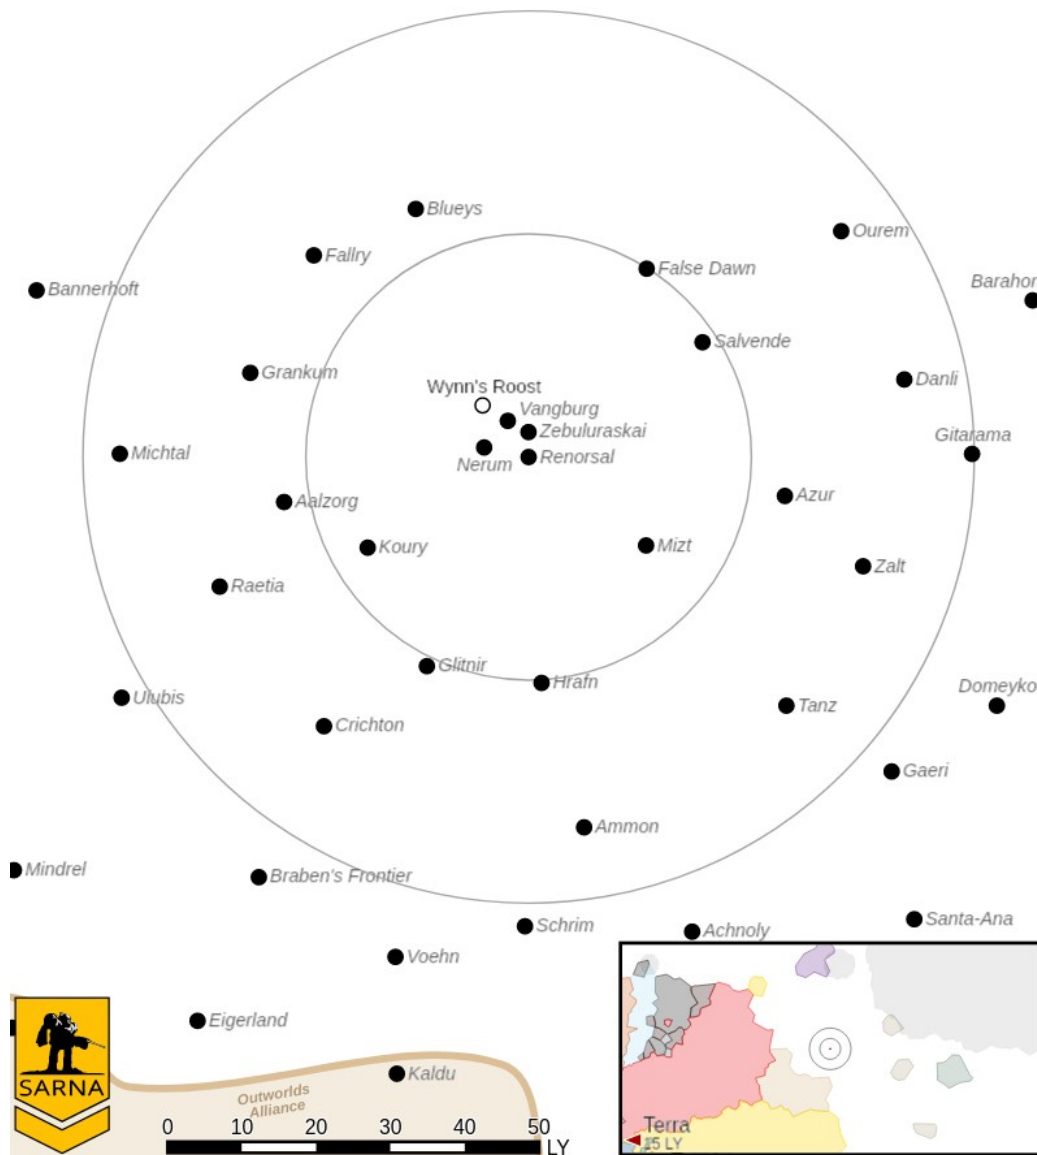 Blueys
Ourem
Fallry
False Dawn
Bannerhoft
Barahor
Salvende
Grankum
Danli
Wynn's Roost
Vangburg
Zebuluraskai
Gitarama
Michtal
Nerum
Renorsal
Aalzorg
Azur
Koury
Mizt
Zalt
Raetia
Glitnir
Hrafn
Domeyko
Ulubis
Tanz
Crichton
Gaeri
Ammon
Mindrel
Braben's Frontier
Schrim
Achnoly
Santa-Ana
Voehn
Eigerland
Kaldu
SARNA
Outworlds
Alliance
0 10 20 30 40 50
LY
Terra
15 LY